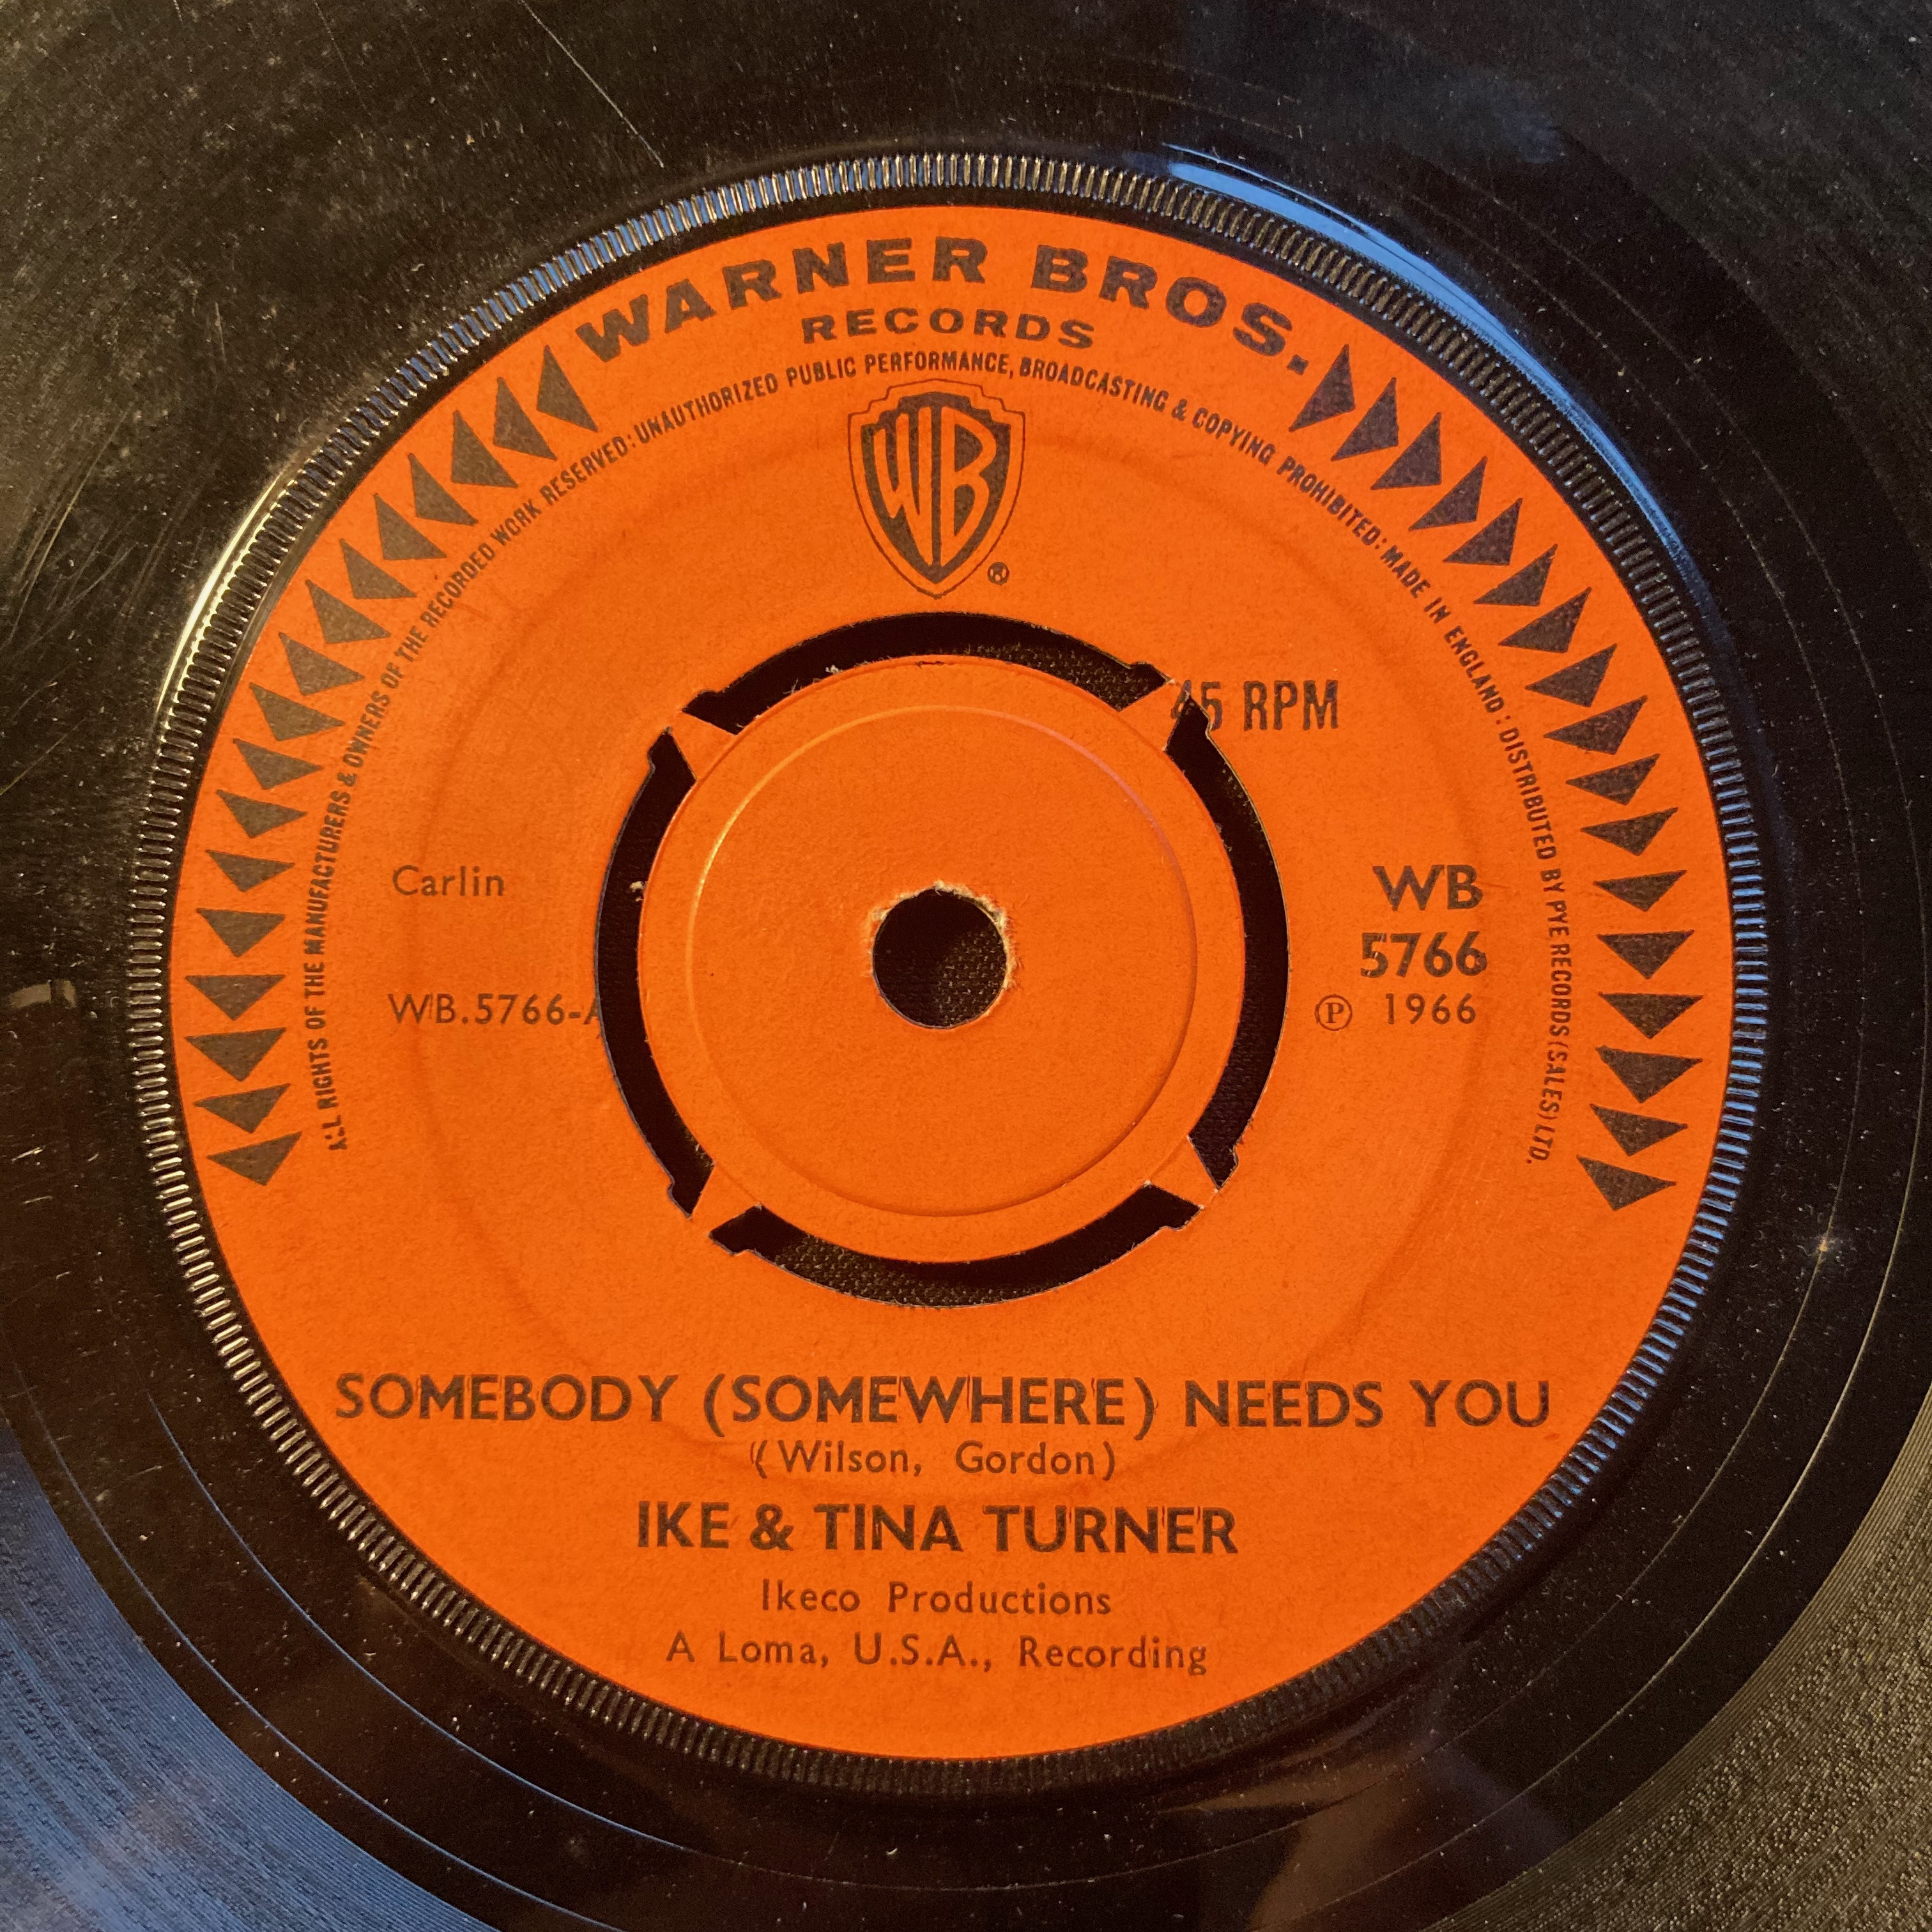 WARNER BROS.
RECORDS
ALL RIGHTS OF THE MANUFACTURERS & OWNERS OF THE RECORDED WORK RESERVED: UNAUTHORIZED PUBLIC PERFORMANCE, BROADCASTING & COPYING PROHIBITED: MADE IN ENGLAND: DISTRIBUTED BY PYE RECORDS (SALES) LTD.
WB
®
45 RPM
Carlin
WB
5766
WB.5766-A
Ⓟ 1966
SOMEBODY (SOMEWHERE) NEEDS YOU
(Wilson, Gordon)
IKE & TINA TURNER
Ikeco Productions
A Loma, U.S.A., Recording